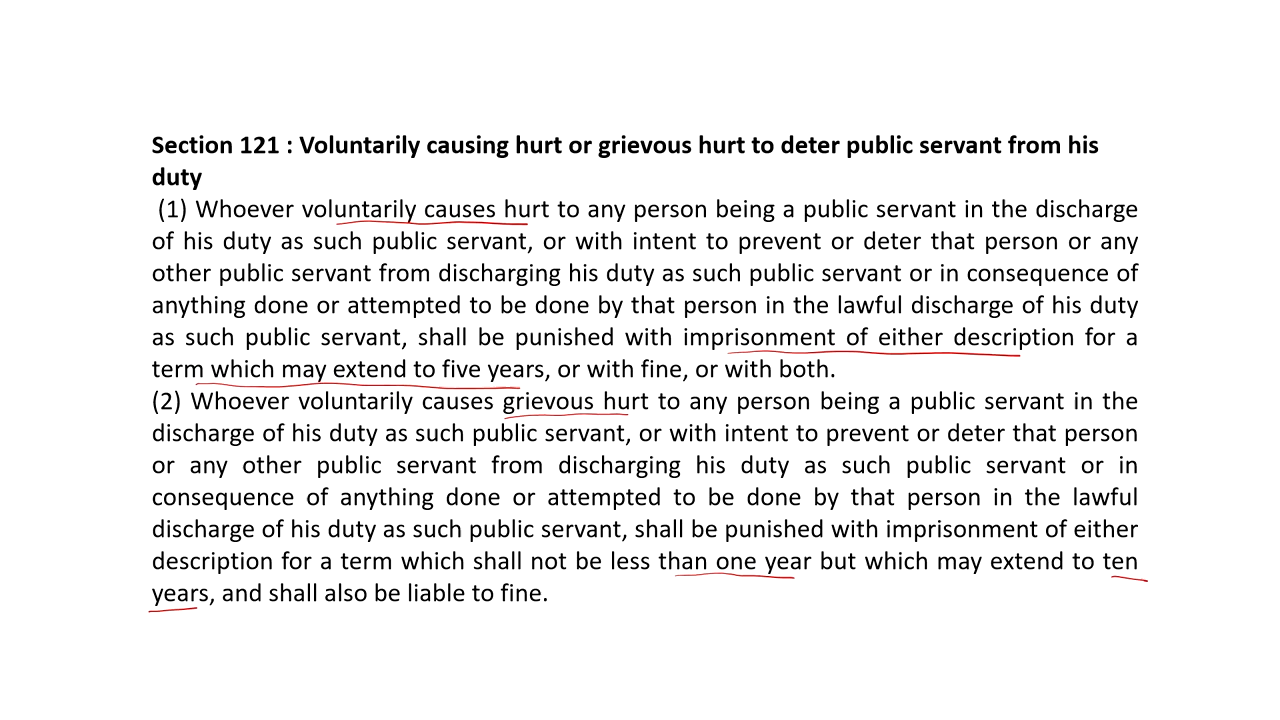 Section 121 : Voluntarily causing hurt or grievous hurt to deter public servant from his
duty
(1) Whoever voluntarily causes hurt to any person being a public servant in the discharge
of his duty as such public servant, or with intent to prevent or deter that person or any
other public servant from discharging his duty as such public servant or in consequence of
anything done or attempted to be done by that person in the lawful discharge of his duty
as such public servant, shall be punished with imprisonment of either description for a
term which may extend to five years, or with fine, or with both.
(2) Whoever voluntarily causes grievous hurt to any person being a public servant in the
discharge of his duty as such public servant, or with intent to prevent or deter that person
or any other public servant from discharging his duty as such public servant or in
consequence of anything done or attempted to be done by that person in the lawful
discharge of his duty as such public servant, shall be punished with imprisonment of either
description for a term which shall not be less than one year but which may extend to ten
years, and shall also be liable to fine.